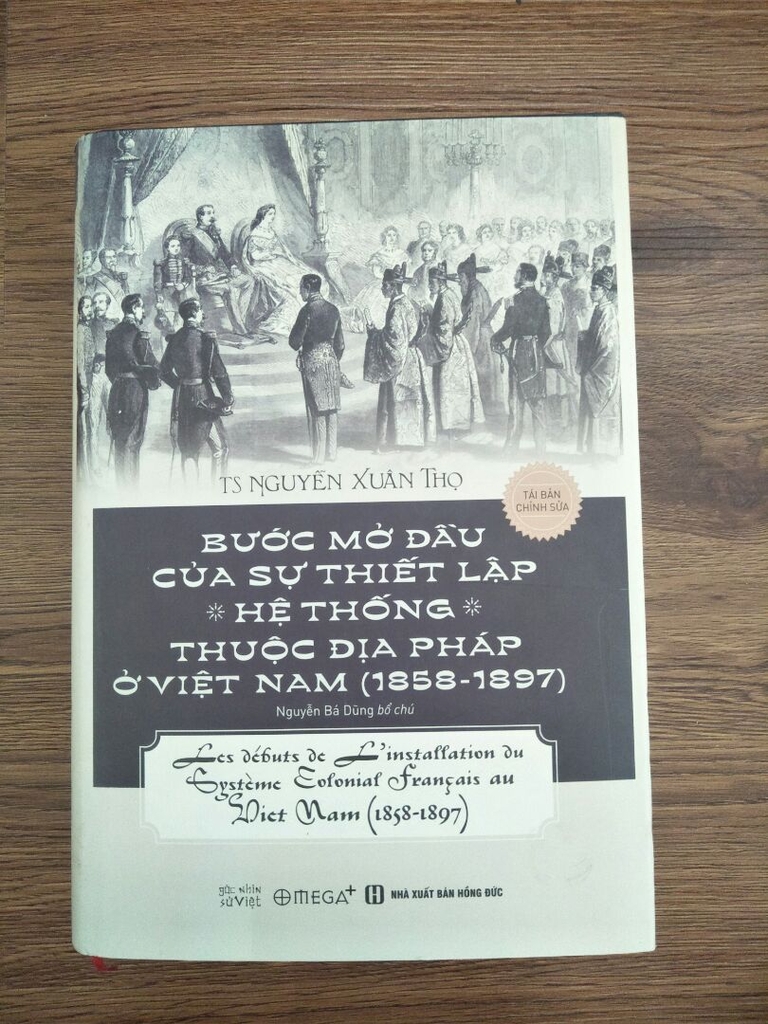 TS NGUYỄN XUÂN THỌ
TÁI BẢN
CHỈNH SỬA
BƯỚC MỞ ĐẦU
CỦA SỰ THIẾT LẬP
HỆ THỐNG
THUỘC ĐỊA PHÁP
Ở VIỆT NAM (1858-1897)
Nguyễn Bá Dũng bổ chú
Les débuts de L'installation du
Système Colonial Français au
Viet Nam (1858-1897)
góc nhìn
sử việt
OMEGA+
H NHÀ XUẤT BẢN HỒNG ĐỨC